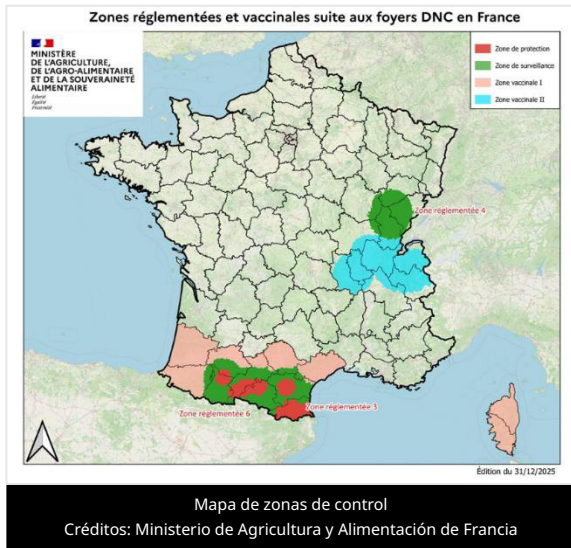 Zones réglementées et vaccinales suite aux foyers DNC en France
MINISTÈRE
DE L'AGRICULTURE,
DE L'AGRO-ALIMENTAIRE
ET DE LA SOUVERAINETÉ
ALIMENTAIRE
Liberté
Égalité
Fraternité
Zone de protection
Zone de surveillance
Zone vaccinale I
Zone vaccinale II
Zone réglementée 4
Zone réglementée 6
Zone réglementée 3
Édition du 31/12/2025
Mapa de zonas de control
Créditos: Ministerio de Agricultura y Alimentación de Francia